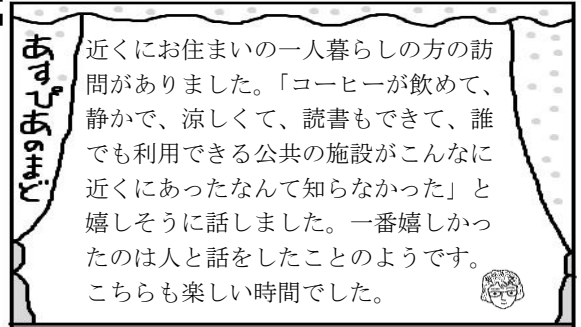 あすぴあのまど
近くにお住まいの一人暮らしの方の訪
問がありました。「コーヒーが飲めて、
静かで、涼しくて、読書もできて、誰
でも利用できる公共の施設がこんなに
近くにあったなんて知らなかった」と
嬉しそうに話しました。一番嬉しかっ
たのは人と話をしたことのようです。
こちらも楽しい時間でした。